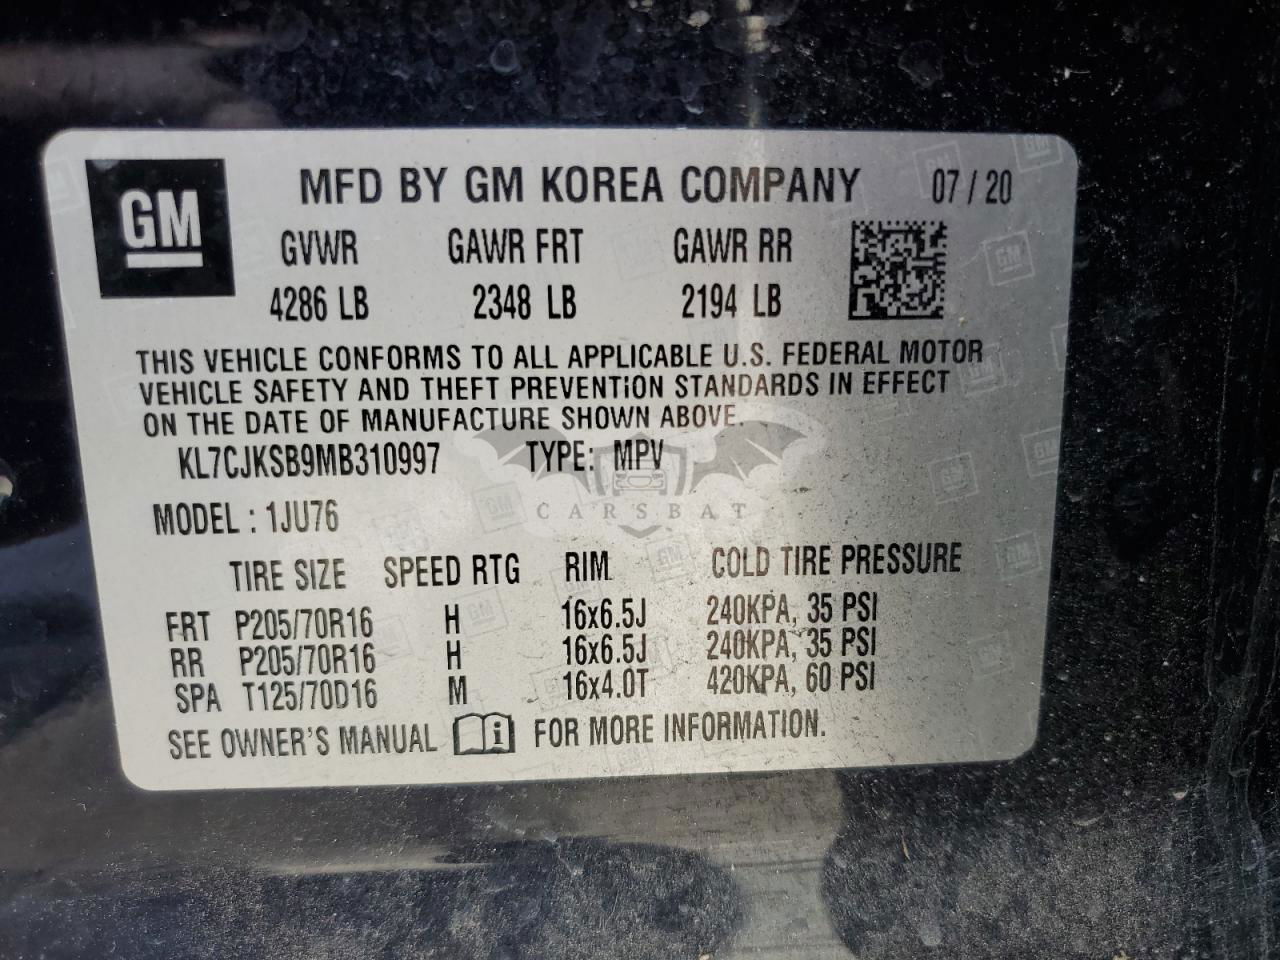 GM
MFD BY GM KOREA COMPANY 07 / 20
GVWR GAWR FRT GAWR RR
4286 LB 2348 LB 2194 LB
THIS VEHICLE CONFORMS TO ALL APPLICABLE U.S. FEDERAL MOTOR
VEHICLE SAFETY AND THEFT PREVENTION STANDARDS IN EFFECT
ON THE DATE OF MANUFACTURE SHOWN ABOVE.
KL7CJKSB9MB310997 TYPE: MPV
CARSBAT
MODEL : 1JU76
TIRE SIZE SPEED RTG RIM COLD TIRE PRESSURE
FRT P205/70R16 H 16x6.5J 240KPA, 35 PSI
RR P205/70R16 H 16x6.5J 240KPA, 35 PSI
SPA T125/70D16 M 16x4.0T 420KPA, 60 PSI
SEE OWNER'S MANUAL i FOR MORE INFORMATION.